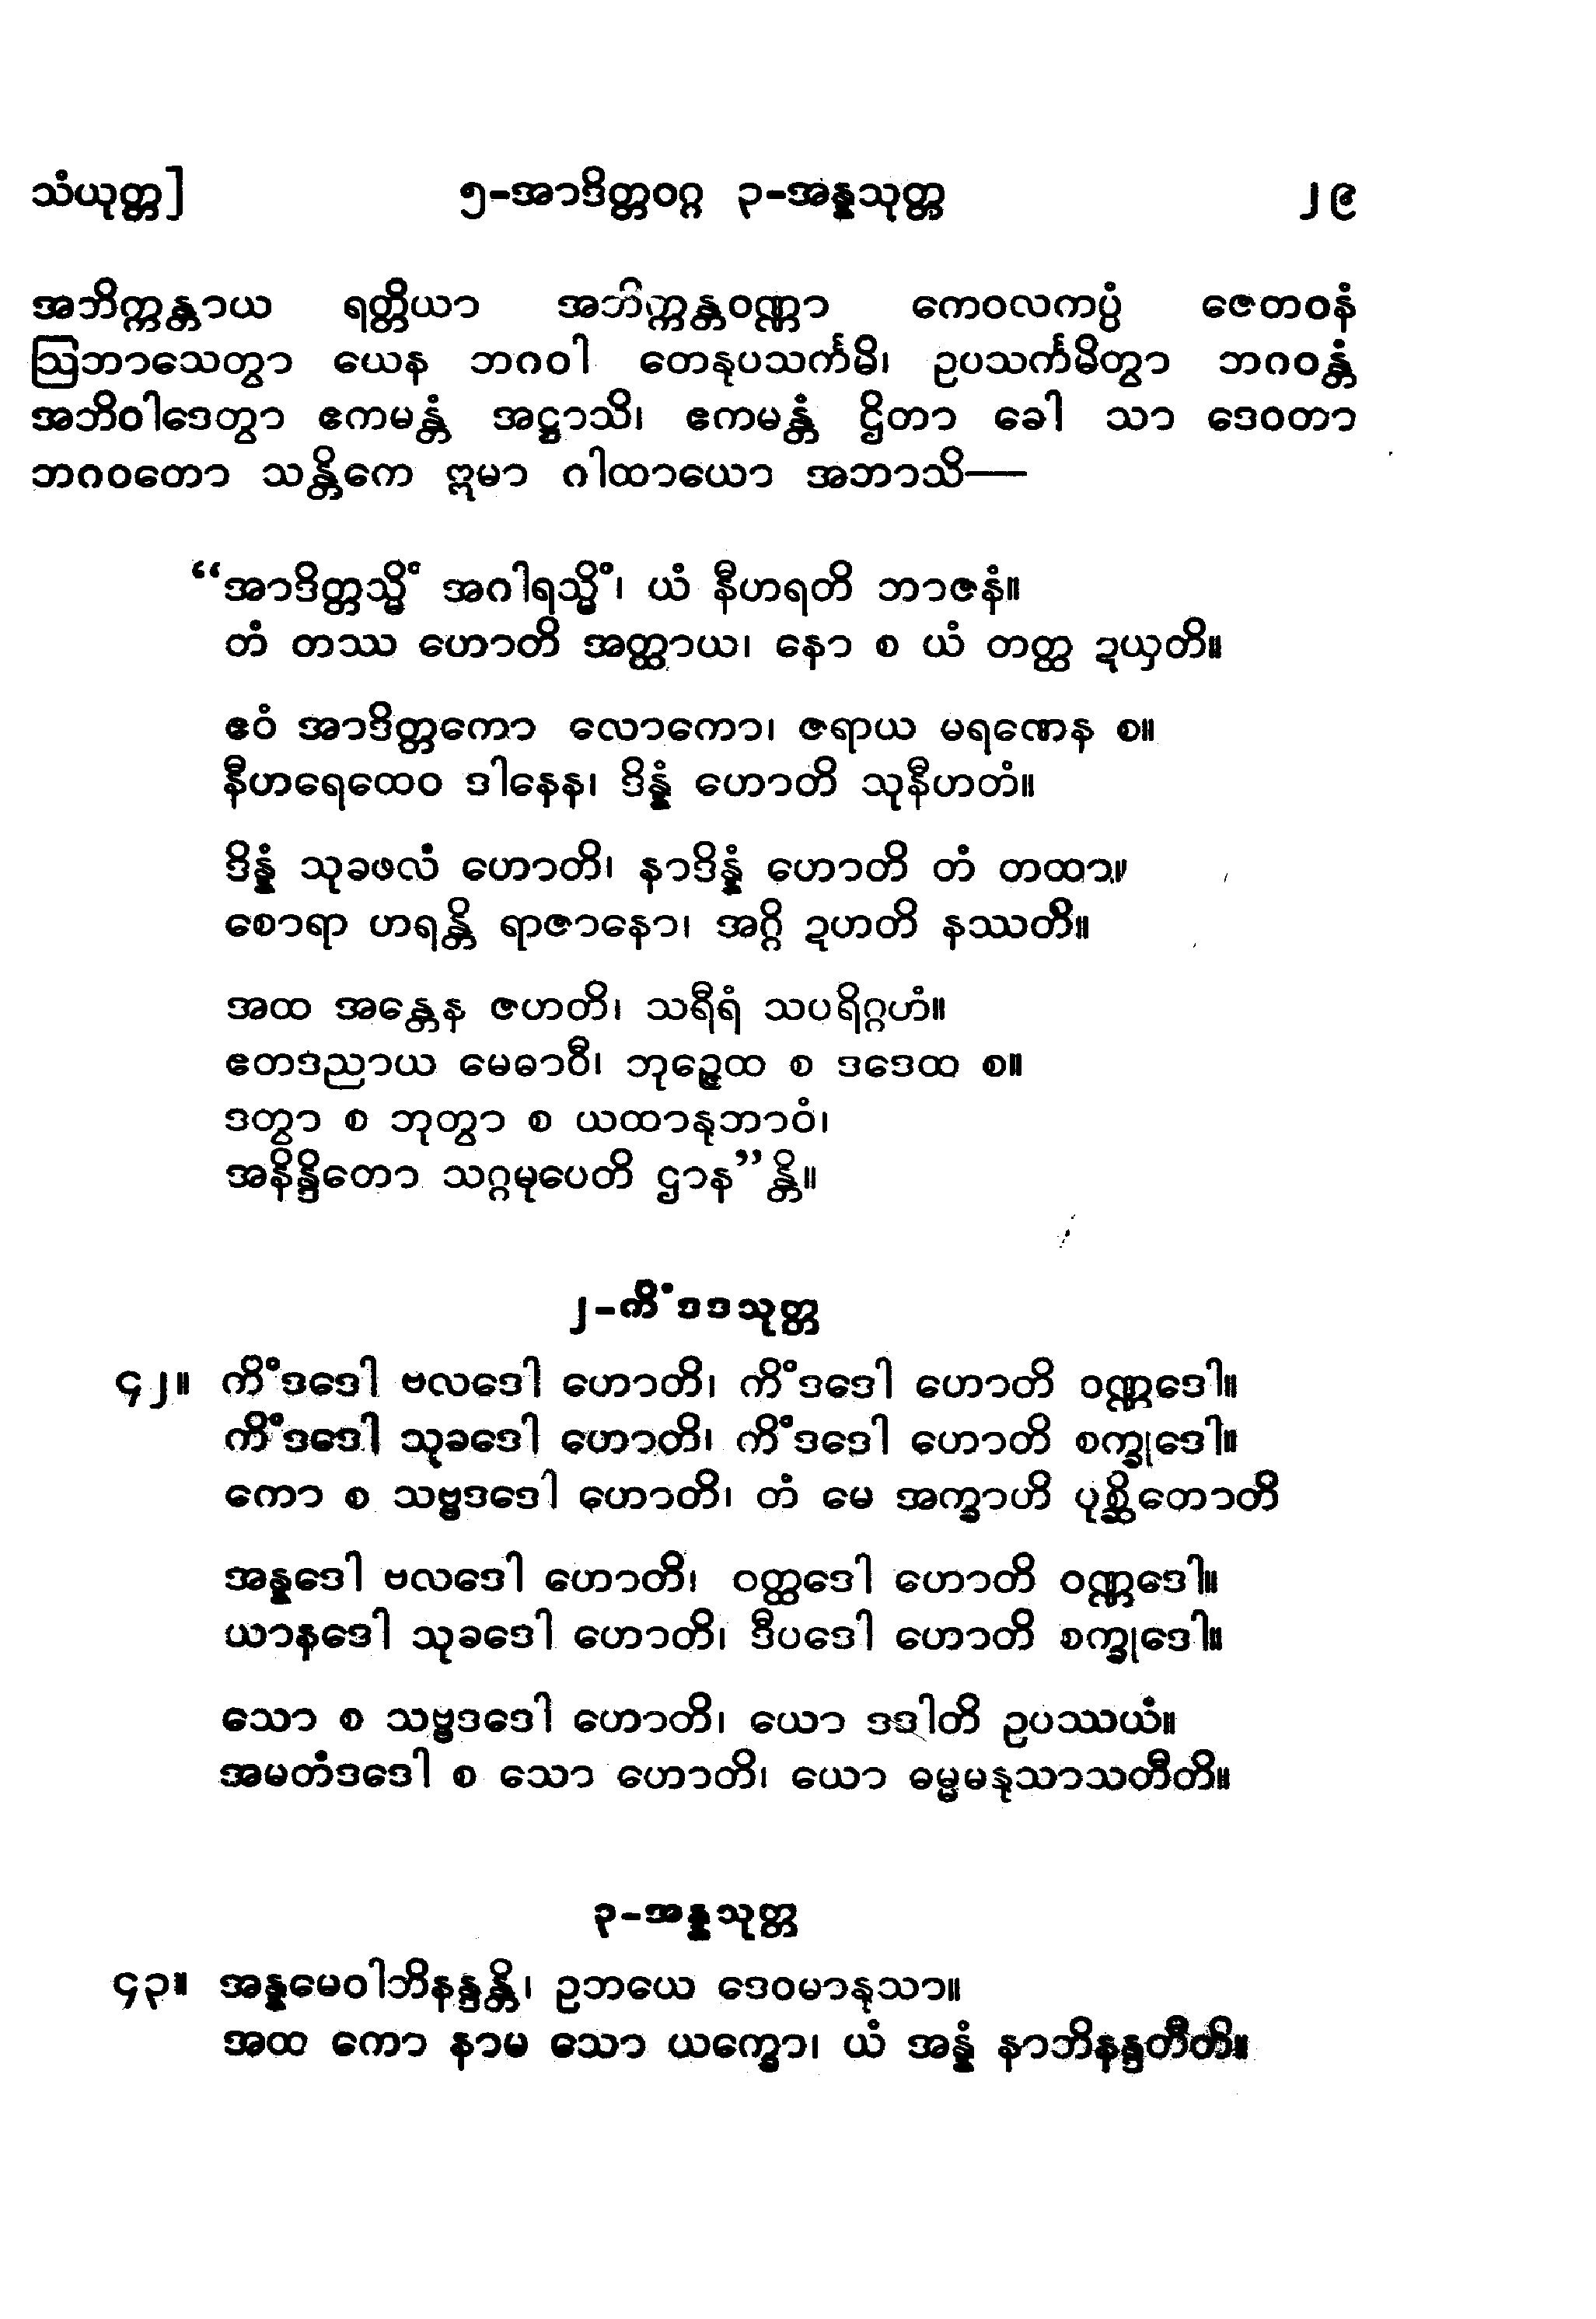 သံယုတ္တ] ၅-အာဒိတ္တဝဂ္ဂ ၃-အန္နသုတ္တ ၂၉
အဘိက္ကန္တာယ ရတ္တိယာ အဘိက္ကန္တဝဏ္ဏာ ကေဝလကပ္ပံ ဇေတဝနံ
ဩဘာသေတွာ ယေန ဘဂဝါ တေနုပသင်္ကမိ၊ ဥပသင်္ကမိတွာ ဘဂဝန္တံ
အဘိဝါဒေတွာ ဧကမန္တံ အဋ္ဌာသိ၊ ဧကမန္တံ ဌိတာ ခေါ သာ ဒေဝတာ
ဘဂဝတော သန္တိကေ ဣမာ ဂါထာယော အဘာသိ—
“အာဒိတ္တသ္မိံ အဂါရသ္မိံ၊ ယံ နီဟရတိ ဘာဇနံ။
တံ တဿ ဟောတိ အတ္ထာယ၊ နော စ ယံ တတ္ထ ဍယှတိ။
ဧဝံ အာဒိတ္တကော လောကော၊ ဇရာယ မရဏေန စ။
နီဟရေထေဝ ဒါနေန၊ ဒိန္နံ ဟောတိ သုနီဟတံ။
ဒိန္နံ သုခဖလံ ဟောတိ၊ နာဒိန္နံ ဟောတိ တံ တထာ။
စောရာ ဟရန္တိ ရာဇာနော၊ အဂ္ဂိ ဍဟတိ နဿတိ။
အထ အန္တေန ဇဟတိ၊ သရီရံ သပရိဂ္ဂဟံ။
ဧတဒညာယ မေဓာဝီ၊ ဘုဉ္ဇေထ စ ဒဒေထ စ။
ဒတွာ စ ဘုတွာ စ ယထာနုဘာဝံ၊
အနိန္ဒိတော သဂ္ဂမုပေတိ ဌာန”န္တိ။
၂-ကိံဒဒသုတ္တ
၄၂။ ကိံဒဒေါ ဗလဒေါ ဟောတိ၊ ကိံဒဒေါ ဟောတိ ဝဏ္ဏဒေါ။
ကိံဒဒေါ သုခဒေါ ဟောတိ၊ ကိံဒဒေါ ဟောတိ စက္ခုဒေါ။
ကော စ သဗ္ဗဒဒေါ ဟောတိ၊ တံ မေ အက္ခာဟိ ပုစ္ဆိတောတိ
အန္နဒေါ ဗလဒေါ ဟောတိ၊ ဝတ္ထဒေါ ဟောတိ ဝဏ္ဏဒေါ။
ယာနဒေါ သုခဒေါ ဟောတိ၊ ဒီပဒေါ ဟောတိ စက္ခုဒေါ။
သော စ သဗ္ဗဒဒေါ ဟောတိ၊ ယော ဒဒါတိ ဥပဿယံ။
အမတံဒဒေါ စ သော ဟောတိ၊ ယော ဓမ္မမနုသာသတီတိ။
၃-အန္နသုတ္တ
၄၃။ အန္နမေဝါဘိနန္ဒန္တိ၊ ဥဘယေ ဒေဝမာနုသာ။
အထ ကော နာမ သော ယက္ခော၊ ယံ အန္နံ နာဘိနန္ဒတီတိ။